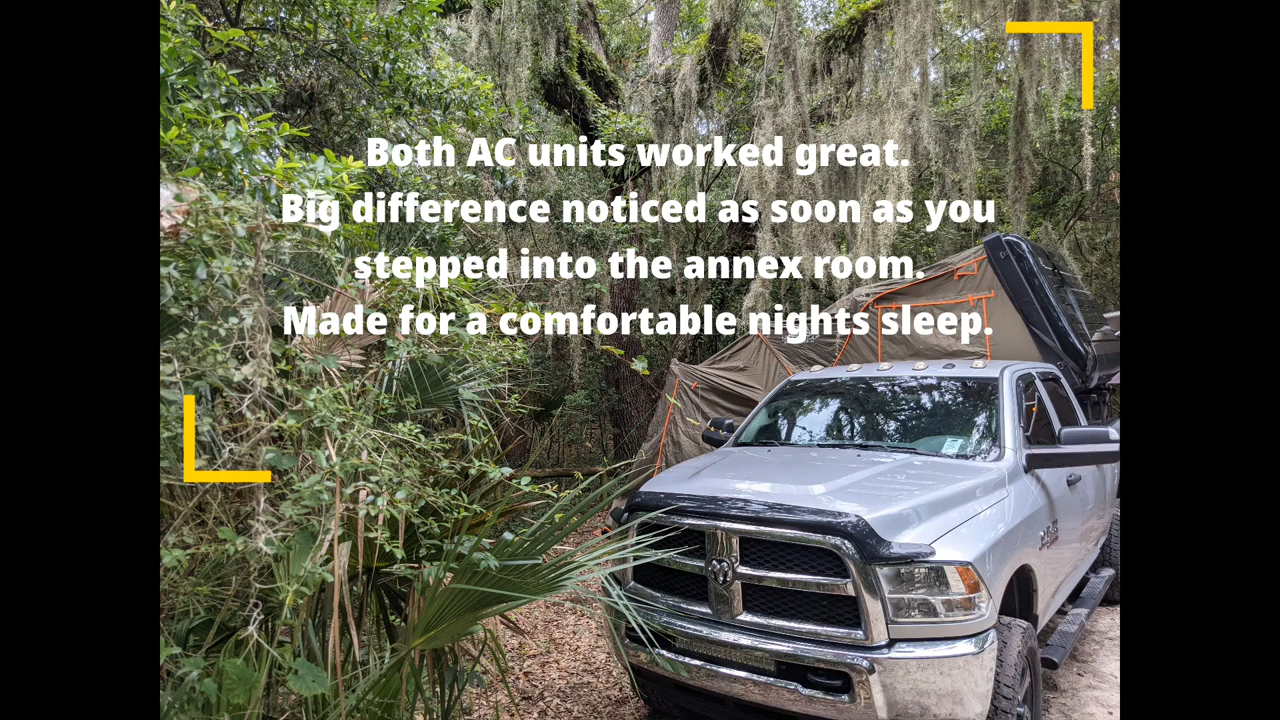 Both AC units worked great.
Big difference noticed as soon as you
stepped into the annex room.
Made for a comfortable nights sleep.